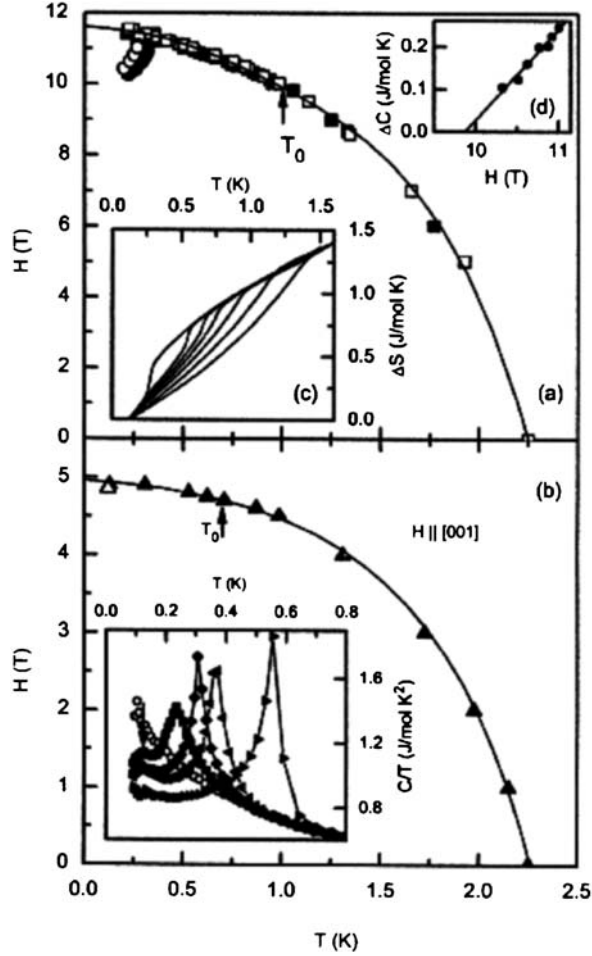 12
10
8
6
4
2
0
H (T)
T₀
T (K)
0.0 0.5 1.0 1.5
1.5
1.0
0.5
0.0
ΔS (J/mol K)
(c)
0.2
0.1
0.0
ΔC (J/mol K)
(d)
10 11
H (T)
(a)
5
4
3
2
1
0
H (T)
(b)
H || [001]
T₀
T (K)
0.0 0.2 0.4 0.6 0.8
1.6
1.2
0.8
C/T (J/mol K²)
0.0 0.5 1.0 1.5 2.0 2.5
T (K)